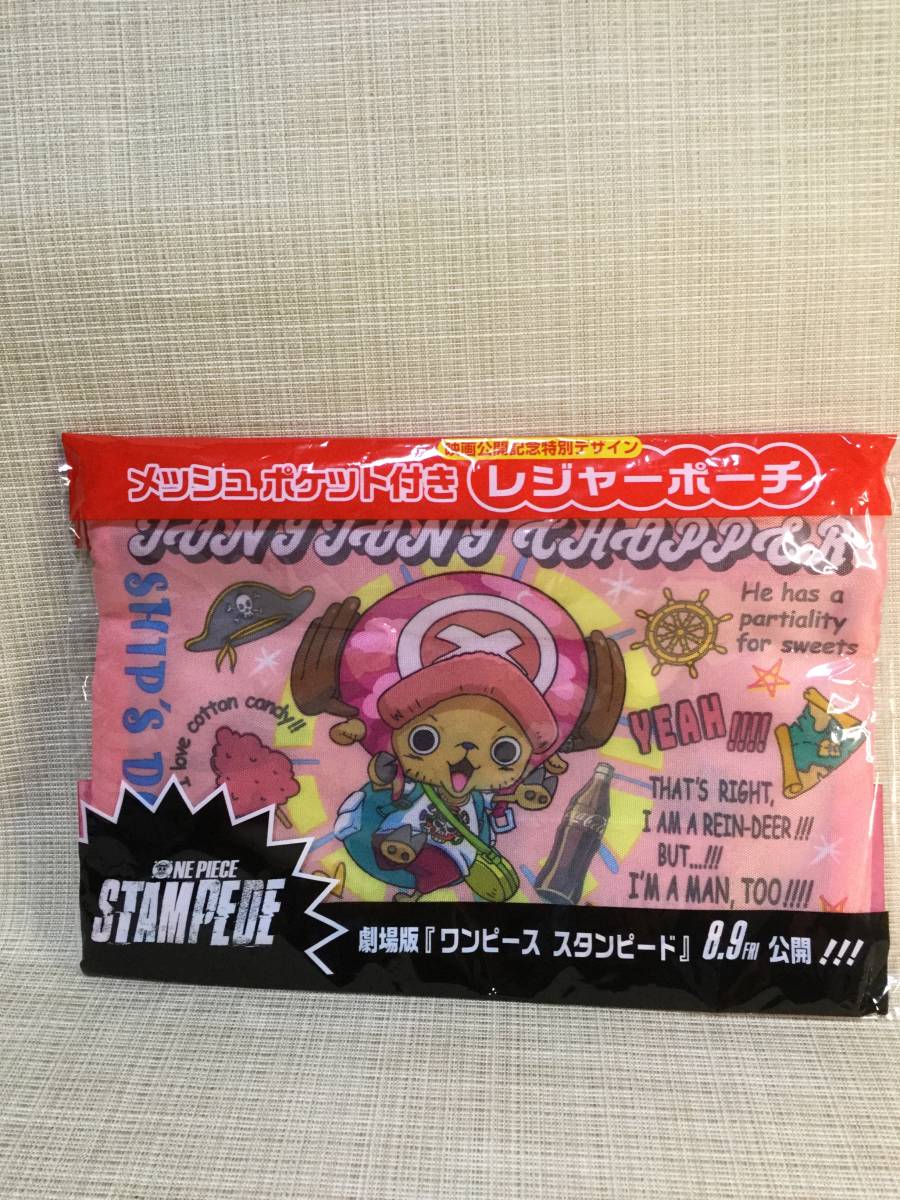 映画公開記念特別デザイン
メッシュポケット付き レジャーポーチ
TONY TONY CHOPPER
SHIP'S D
He has a
partiality
for sweets
I love cotton candy!!
YEAH!!!!
THAT'S RIGHT,
I AM A REIN-DEER!!!
BUT...!!!
I'M A MAN, TOO!!!!
ONE PIECE
STAMPEDE
劇場版『ワンピース スタンピード』 8.9 FRI 公開!!!